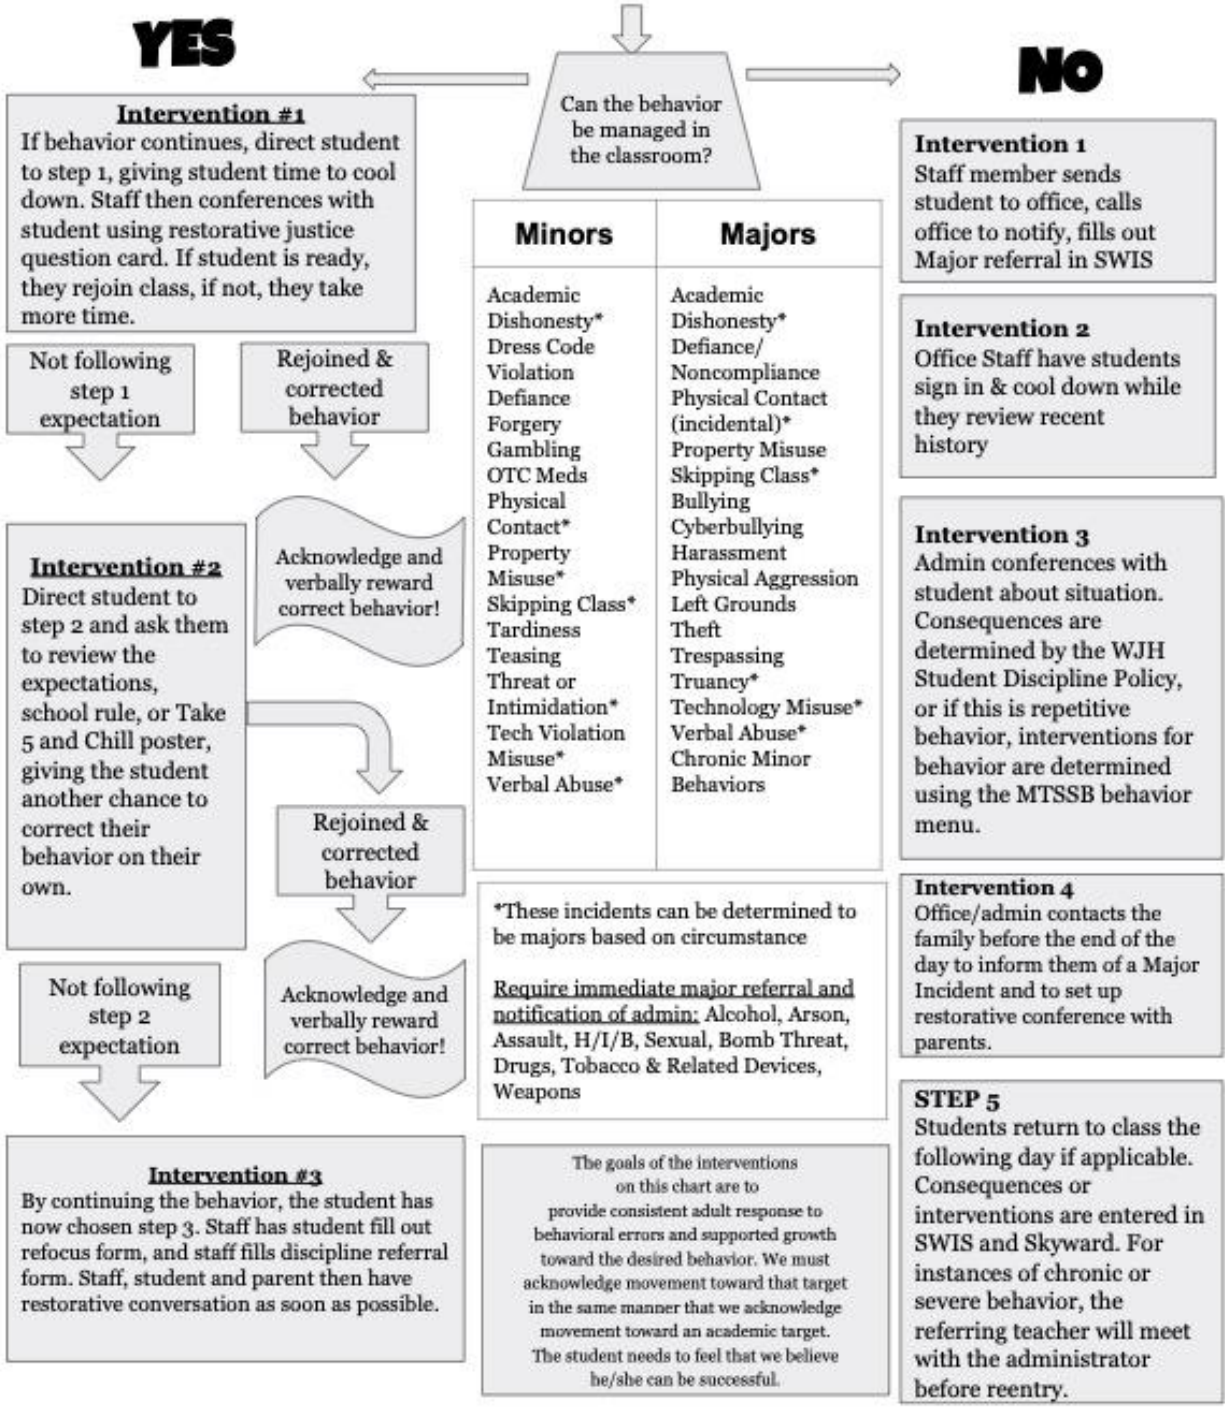 YES
NO
Can the behavior
be managed in
the classroom?
Intervention #1
If behavior continues, direct student
to step 1, giving student time to cool
down. Staff then conferences with
student using restorative justice
question card. If student is ready,
they rejoin class, if not, they take
more time.
Not following
step 1
expectation
Rejoined &
corrected
behavior
Acknowledge and
verbally reward
correct behavior!
Intervention #2
Direct student to
step 2 and ask them
to review the
expectations,
school rule, or Take
5 and Chill poster,
giving the student
another chance to
correct their
behavior on their
own.
Rejoined &
corrected
behavior
Not following
step 2
expectation
Acknowledge and
verbally reward
correct behavior!
Intervention #3
By continuing the behavior, the student has
now chosen step 3. Staff has student fill out
refocus form, and staff fills discipline referral
form. Staff, student and parent then have
restorative conversation as soon as possible.
Minors
Academic
Dishonesty*
Dress Code
Violation
Defiance
Forgery
Gambling
OTC Meds
Physical
Contact*
Property
Misuse*
Skipping Class*
Tardiness
Teasing
Threat or
Intimidation*
Tech Violation
Misuse*
Verbal Abuse*
Majors
Academic
Dishonesty*
Defiance/
Noncompliance
Physical Contact
(incidental)*
Property Misuse
Skipping Class*
Bullying
Cyberbullying
Harassment
Physical Aggression
Left Grounds
Theft
Trespassing
Truancy*
Technology Misuse*
Verbal Abuse*
Chronic Minor
Behaviors
*These incidents can be determined to
be majors based on circumstance
Require immediate major referral and
notification of admin: Alcohol, Arson,
Assault, H/I/B, Sexual, Bomb Threat,
Drugs, Tobacco & Related Devices,
Weapons
The goals of the interventions
on this chart are to
provide consistent adult response to
behavioral errors and supported growth
toward the desired behavior. We must
acknowledge movement toward that target
in the same manner that we acknowledge
movement toward an academic target.
The student needs to feel that we believe
he/she can be successful.
Intervention 1
Staff member sends
student to office, calls
office to notify, fills out
Major referral in SWIS
Intervention 2
Office Staff have students
sign in & cool down while
they review recent
history
Intervention 3
Admin conferences with
student about situation.
Consequences are
determined by the WJH
Student Discipline Policy,
or if this is repetitive
behavior, interventions for
behavior are determined
using the MTSSB behavior
menu.
Intervention 4
Office/admin contacts the
family before the end of the
day to inform them of a Major
Incident and to set up
restorative conference with
parents.
STEP 5
Students return to class the
following day if applicable.
Consequences or
interventions are entered in
SWIS and Skyward. For
instances of chronic or
severe behavior, the
referring teacher will meet
with the administrator
before reentry.